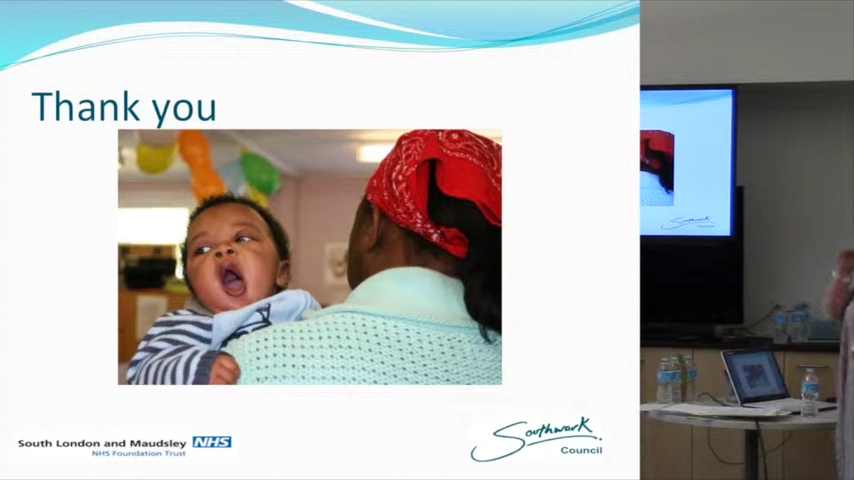 Thank you
South London and Maudsley NHS
NHS Foundation Trust
Southwark
Council